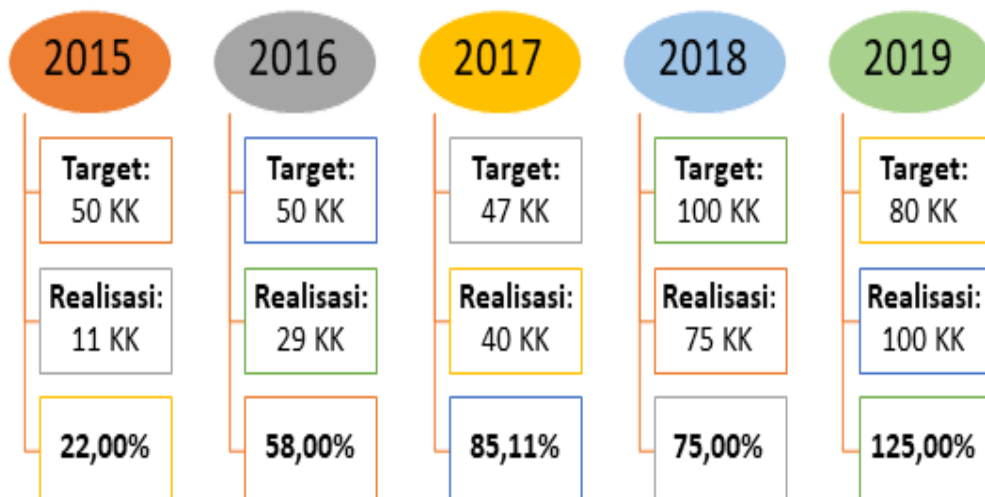 2015
Target:
50 KK
Realisasi:
11 KK
22,00%
2016
Target:
50 KK
Realisasi:
29 KK
58,00%
2017
Target:
47 KK
Realisasi:
40 KK
85,11%
2018
Target:
100 KK
Realisasi:
75 KK
75,00%
2019
Target:
80 KK
Realisasi:
100 KK
125,00%